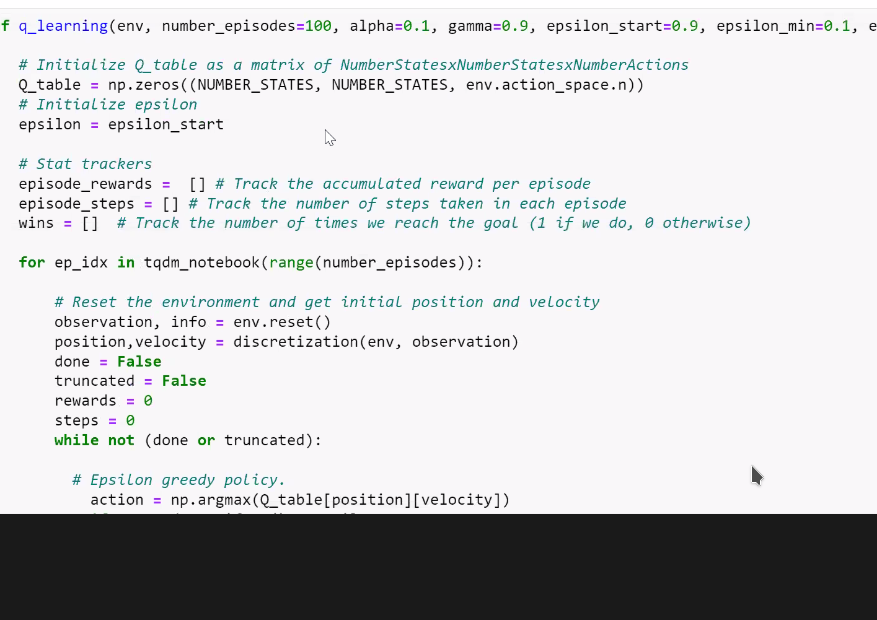 f q_learning(env, number_episodes=100, alpha=0.1, gamma=0.9, epsilon_start=0.9, epsilon_min=0.1, e
# Initialize Q_table as a matrix of NumberStatesxNumberStatesxNumberActions
Q_table = np.zeros((NUMBER_STATES, NUMBER_STATES, env.action_space.n))
# Initialize epsilon
epsilon = epsilon_start
# Stat trackers
episode_rewards =  [] # Track the accumulated reward per episode
episode_steps = [] # Track the number of steps taken in each episode
wins = []  # Track the number of times we reach the goal (1 if we do, 0 otherwise)
for ep_idx in tqdm_notebook(range(number_episodes)):
# Reset the environment and get initial position and velocity
observation, info = env.reset()
position,velocity = discretization(env, observation)
done = False
truncated = False
rewards = 0
steps = 0
while not (done or truncated):
# Epsilon greedy policy.
action = np.argmax(Q_table[position][velocity])